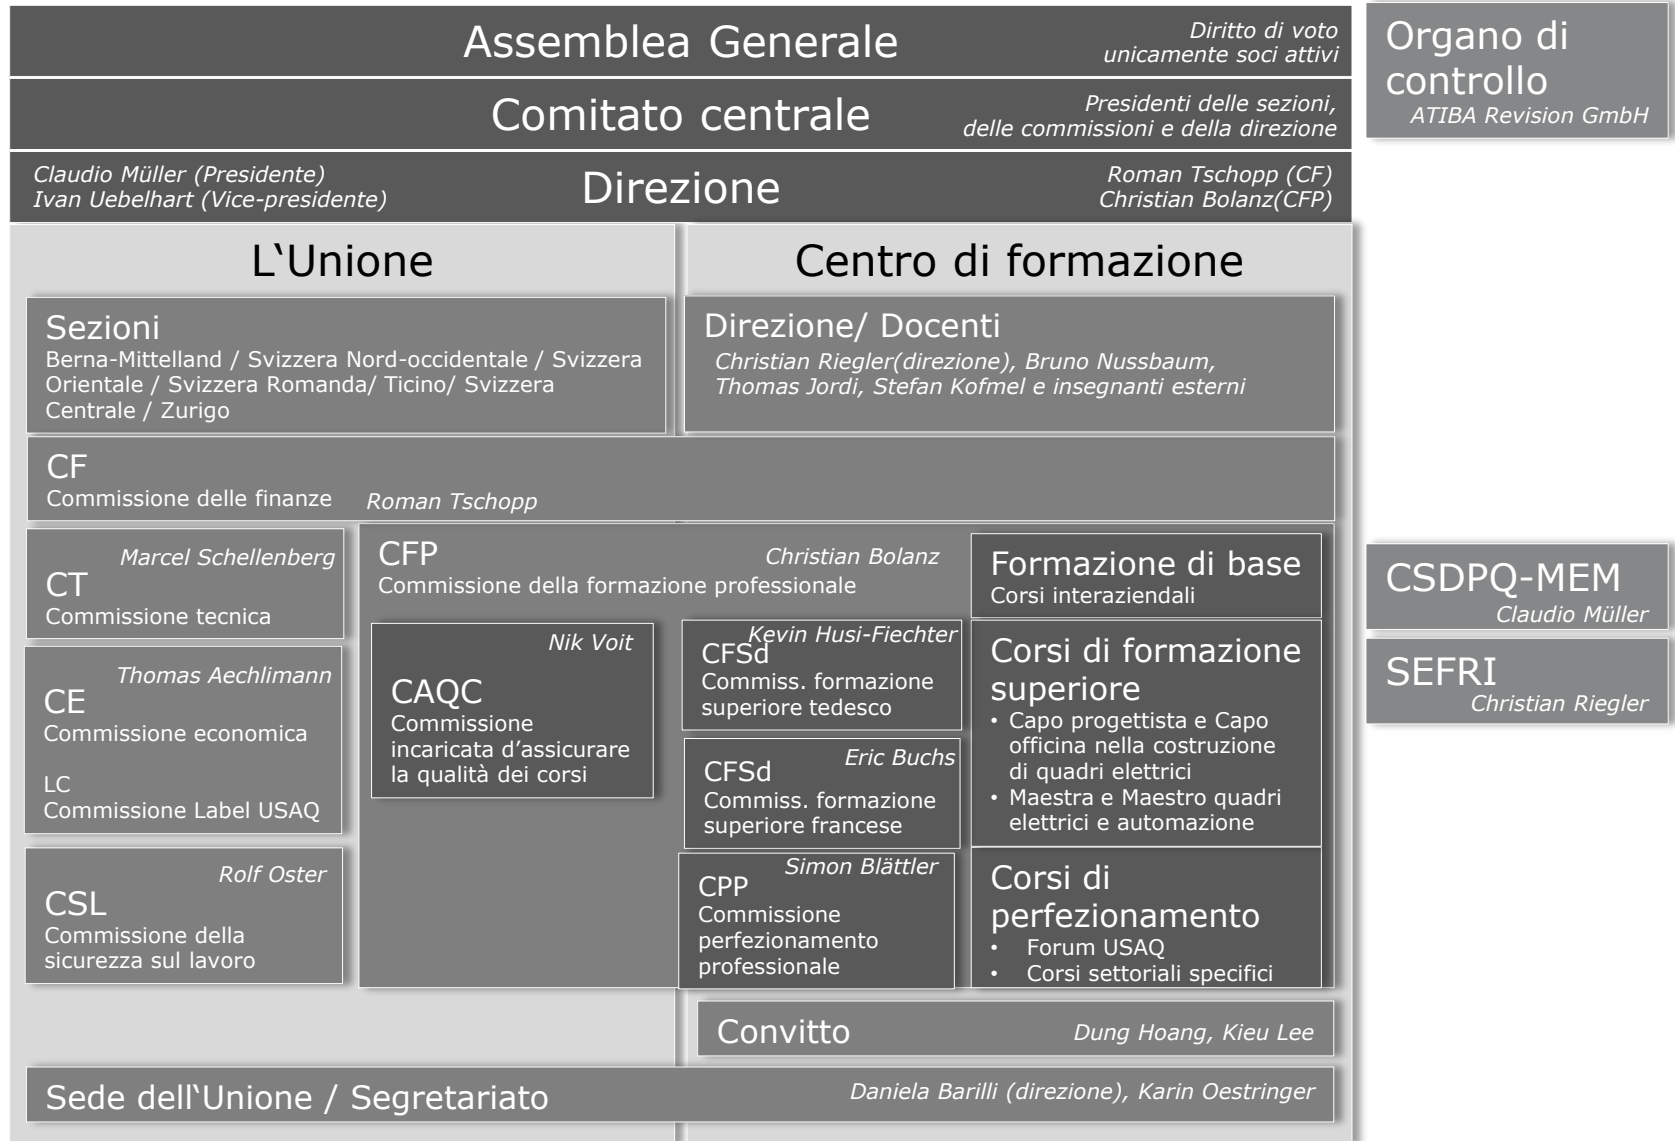 Assemblea Generale
Diritto di voto
unicamente soci attivi
Comitato centrale
Presidenti delle sezioni,
delle commissioni e della direzione
Claudio Müller (Presidente)
Ivan Uebelhart (Vice-presidente)
Direzione
Roman Tschopp (CF)
Christian Bolanz(CFP)
Organo di
controllo
ATIBA Revision GmbH
L‛Unione
Centro di formazione
Sezioni
Berna-Mittelland / Svizzera Nord-occidentale / Svizzera
Orientale / Svizzera Romanda/ Ticino/ Svizzera
Centrale / Zurigo
Direzione/ Docenti
Christian Riegler(direzione), Bruno Nussbaum,
Thomas Jordi, Stefan Kofmel e insegnanti esterni
CF
Commissione delle finanze
Roman Tschopp
Marcel Schellenberg
CT
Commissione tecnica
Thomas Aechlimann
CE
Commissione economica
LC
Commissione Label USAQ
Rolf Oster
CSL
Commissione della
sicurezza sul lavoro
CFP
Christian Bolanz
Commissione della formazione professionale
Nik Voit
CAQC
Commissione
incaricata d’assicurare
la qualità dei corsi
Kevin Husi-Fiechter
CFSd
Commiss. formazione
superiore tedesco
Eric Buchs
CFSd
Commiss. formazione
superiore francese
Simon Blättler
CPP
Commissione
perfezionamento
professionale
Formazione di base
Corsi interaziendali
Corsi di formazione
superiore
• Capo progettista e Capo
officina nella costruzione
di quadri elettrici
• Maestra e Maestro quadri
elettrici e automazione
Corsi di
perfezionamento
• Forum USAQ
• Corsi settoriali specifici
CSDPQ-MEM
Claudio Müller
SEFRI
Christian Riegler
Convitto
Dung Hoang, Kieu Lee
Sede dell‛Unione / Segretariato
Daniela Barilli (direzione), Karin Oestringer